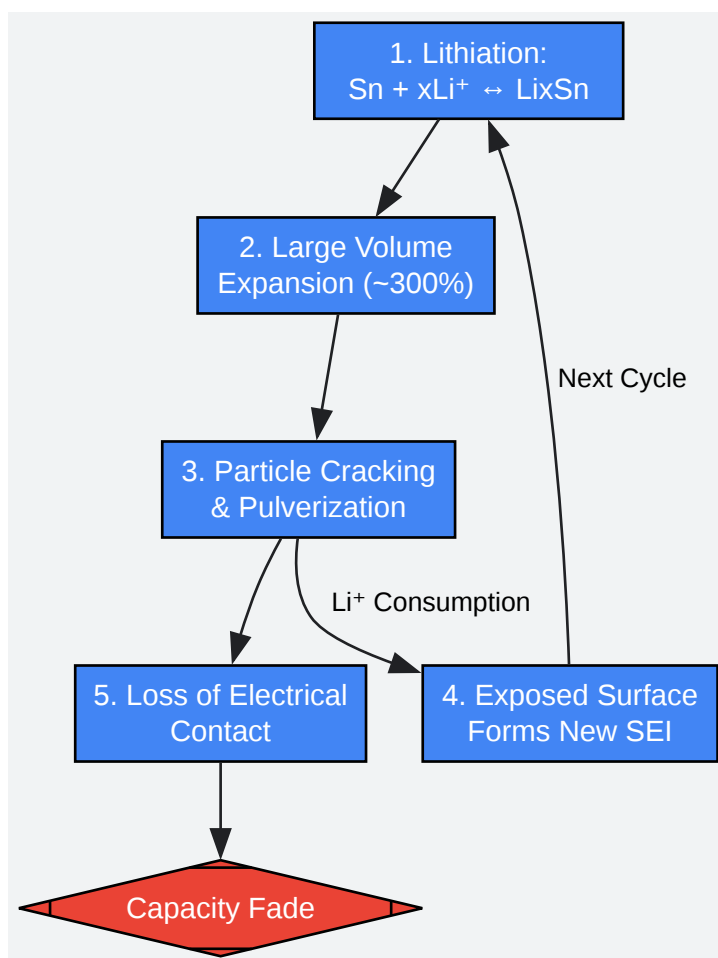 1. Lithiation:
Sn + xLi⁺ ↔ LixSn
2. Large Volume
Expansion (~300%)
Next Cycle
3. Particle Cracking
& Pulverization
Li⁺ Consumption
5. Loss of Electrical
Contact
4. Exposed Surface
Forms New SEI
Capacity Fade